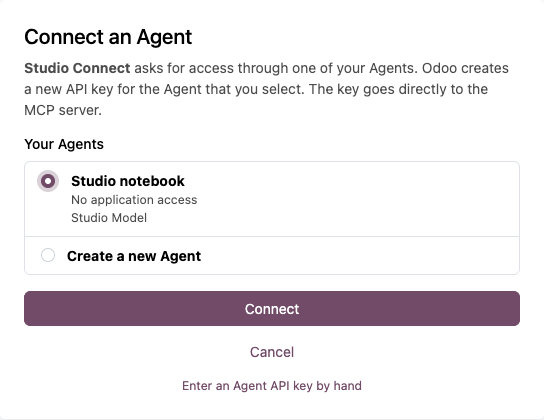 Connect an Agent
Studio Connect asks for access through one of your Agents. Odoo creates
a new API key for the Agent that you select. The key goes directly to the
MCP server.
Your Agents
Studio notebook
No application access
Studio Model
Create a new Agent
Connect
Cancel
Enter an Agent API key by hand